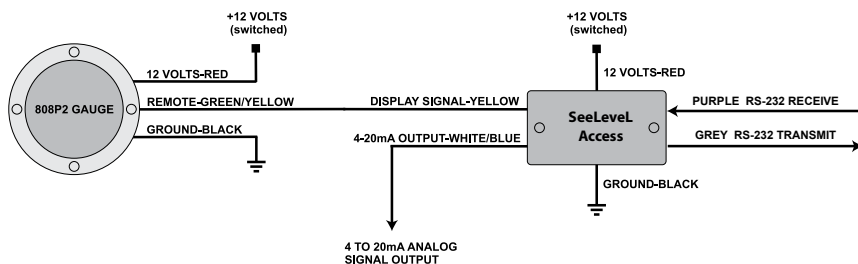 +12 VOLTS
(switched)
12 VOLTS-RED
808P2 GAUGE
REMOTE-GREEN/YELLOW
GROUND-BLACK
+12 VOLTS
(switched)
12 VOLTS-RED
DISPLAY SIGNAL-YELLOW
SeeLeveL
Access
PURPLE RS-232 RECEIVE
4-20mA OUTPUT-WHITE/BLUE
GREY RS-232 TRANSMIT
GROUND-BLACK
4 TO 20mA ANALOG
SIGNAL OUTPUT